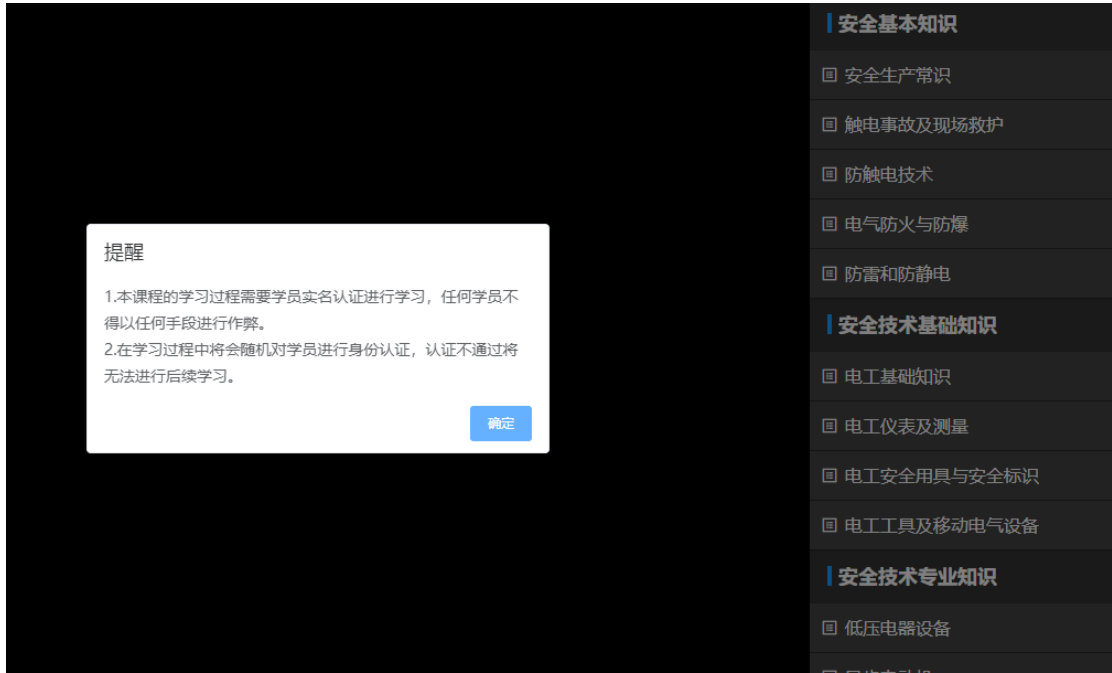 安全基本知识
安全生产常识
触电事故及现场救护
防触电技术
电气防火与防爆
防雷和防静电
安全技术基础知识
电工基础知识
电工仪表及测量
电工安全用具与安全标识
电工工具及移动电气设备
安全技术专业知识
低压电器设备
提醒
1.本课程的学习过程需要学员实名认证进行学习，任何学员不
得以任何手段进行作弊。
2.在学习过程中将会随机对学员进行身份认证，认证不通过将
无法进行后续学习。
确定